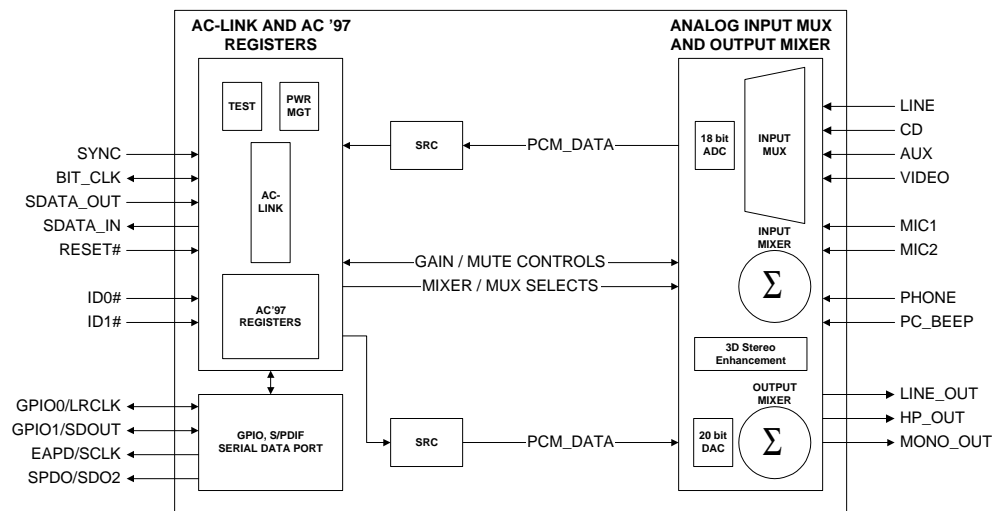 AC-LINK AND AC '97
REGISTERS
ANALOG INPUT MUX
AND OUTPUT MIXER
TEST
PWR
MGT
AC-
LINK
AC'97
REGISTERS
GPIO, S/PDIF
SERIAL DATA PORT
SYNC
BIT_CLK
SDATA_OUT
SDATA_IN
RESET#
ID0#
ID1#
GPIO0/LRCLK
GPIO1/SDOUT
EAPD/SCLK
SPDO/SDO2
SRC
PCM_DATA
GAIN / MUTE CONTROLS
MIXER / MUX SELECTS
SRC
PCM_DATA
18 bit
ADC
INPUT
MUX
INPUT
MIXER
Σ
3D Stereo
Enhancement
OUTPUT
MIXER
20 bit
DAC
Σ
LINE
CD
AUX
VIDEO
MIC1
MIC2
PHONE
PC_BEEP
LINE_OUT
HP_OUT
MONO_OUT